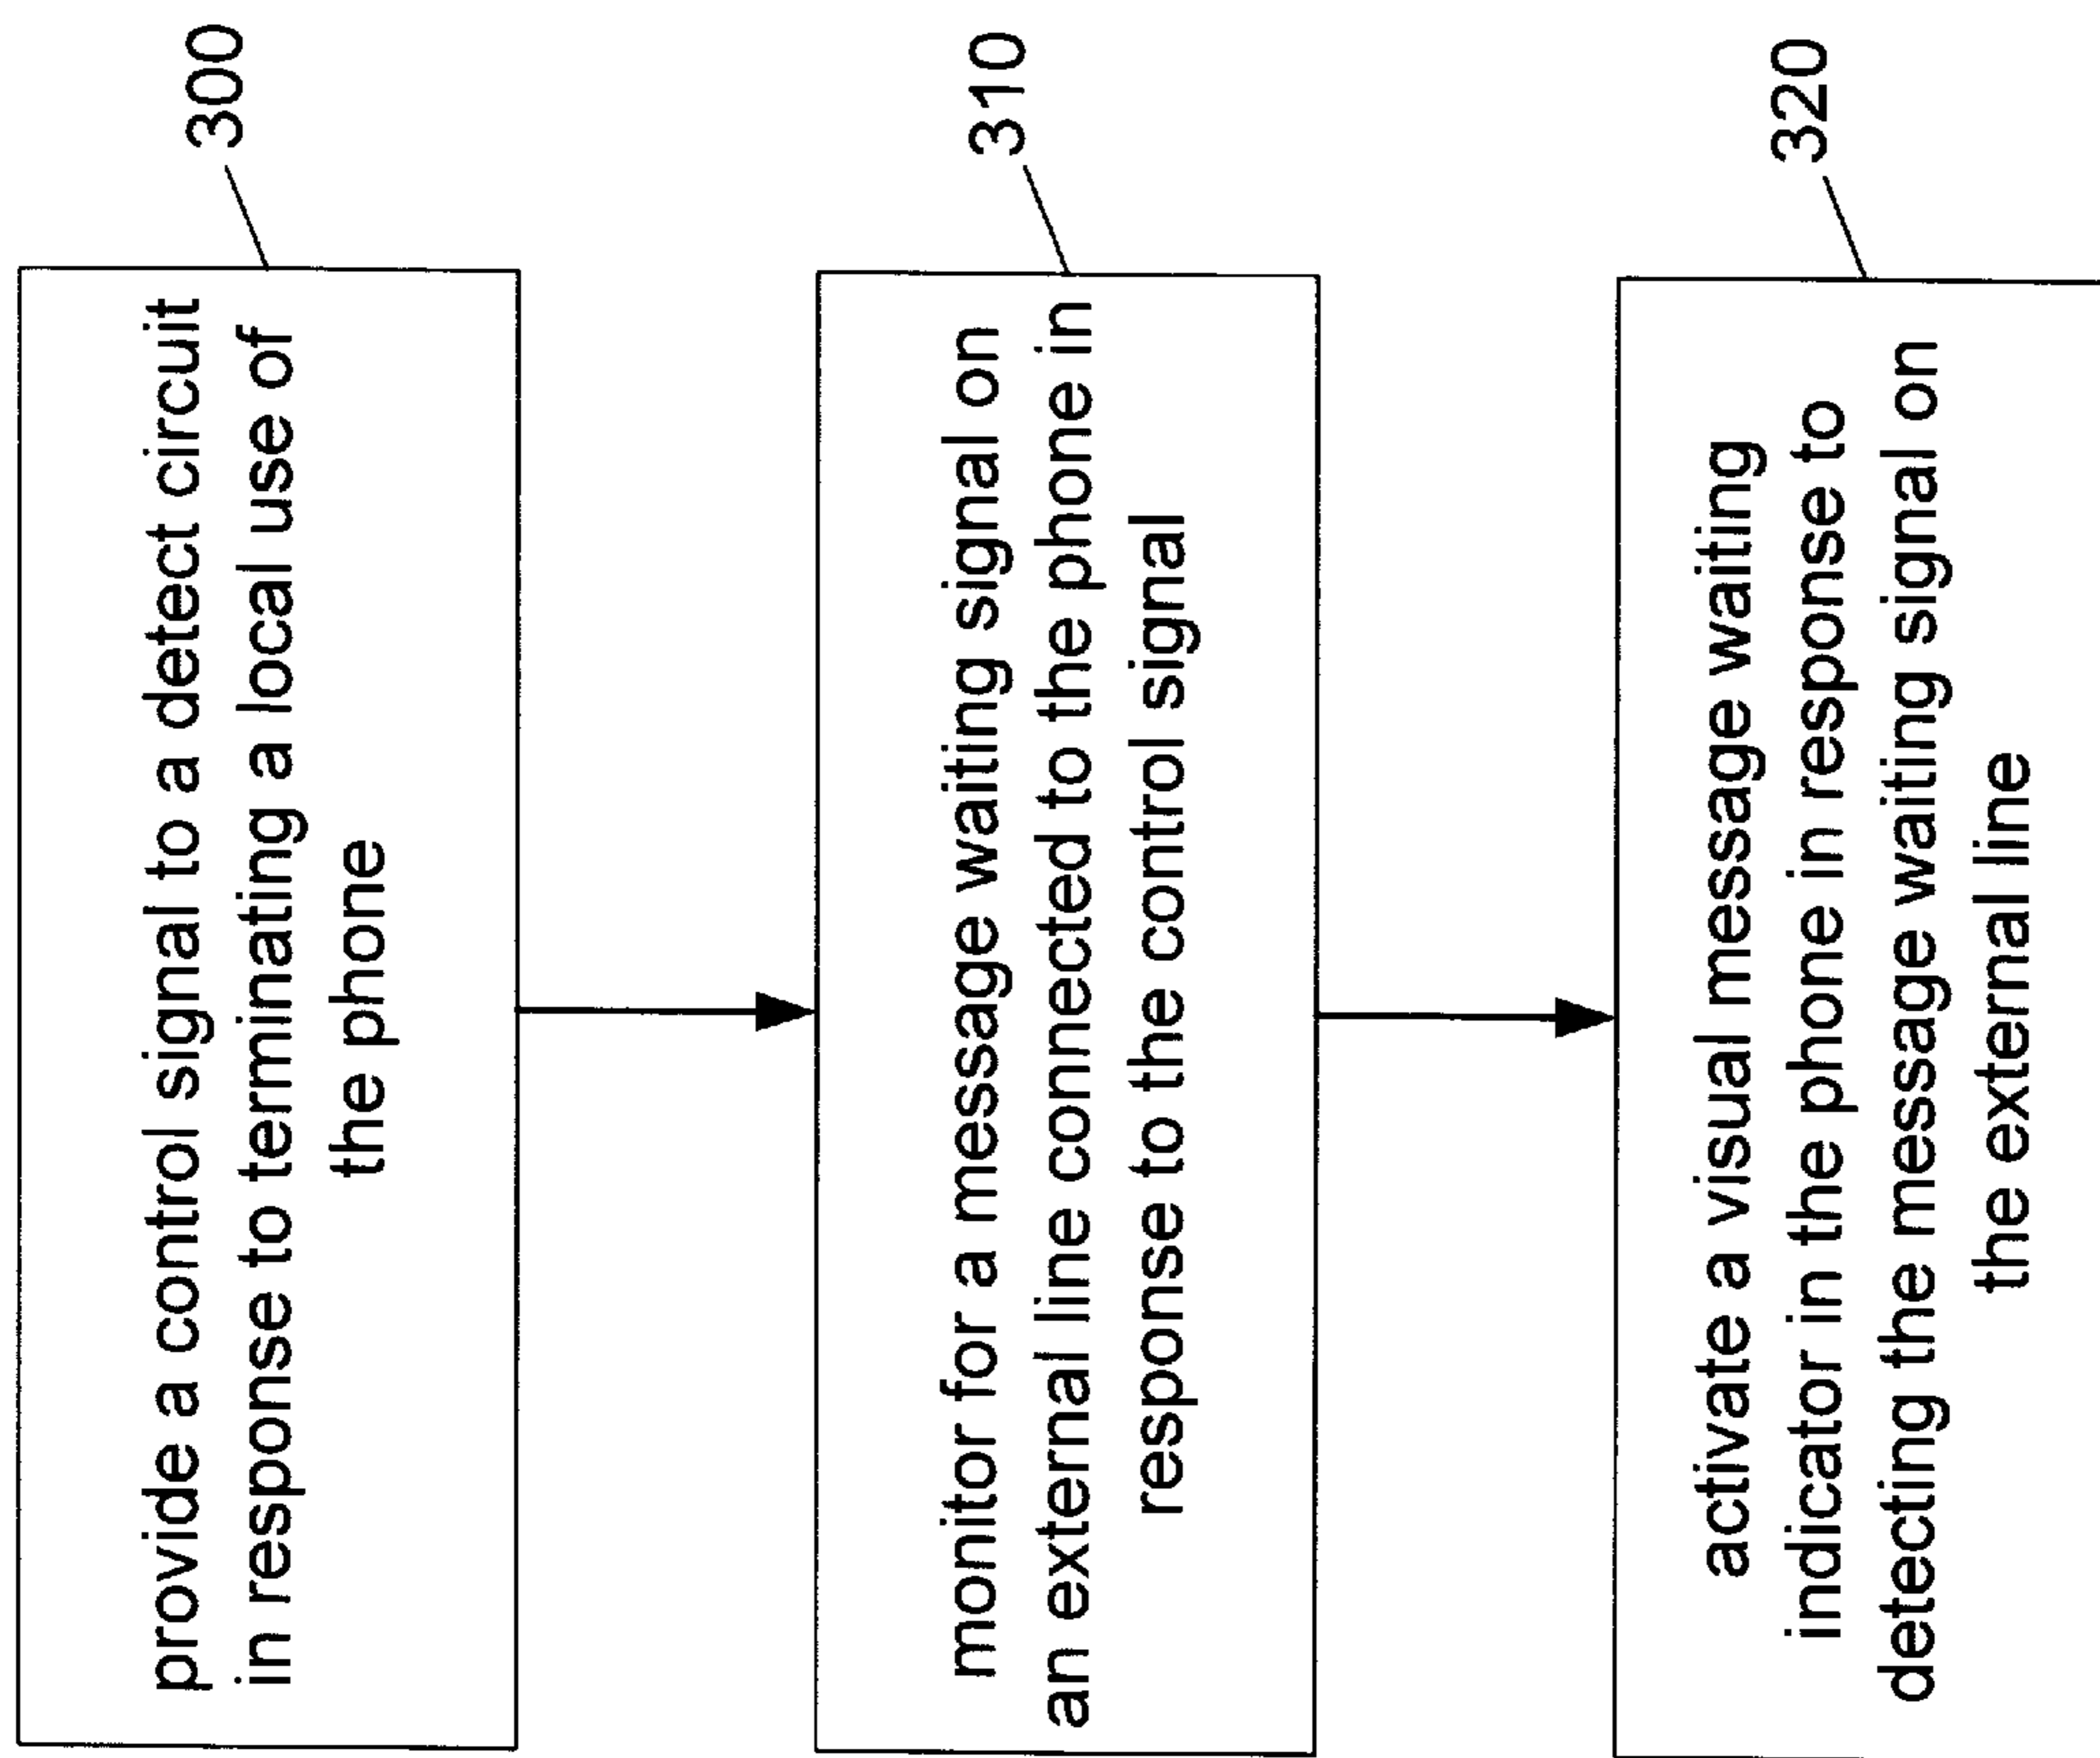 provide a control signal to a detect circuit
in response to terminating a local use of
the phone
300
monitor for a message waiting signal on
an external line connected to the phone in
response to the control signal
310
activate a visual message waiting
indicator in the phone in response to
detecting the message waiting signal on
the external line
320